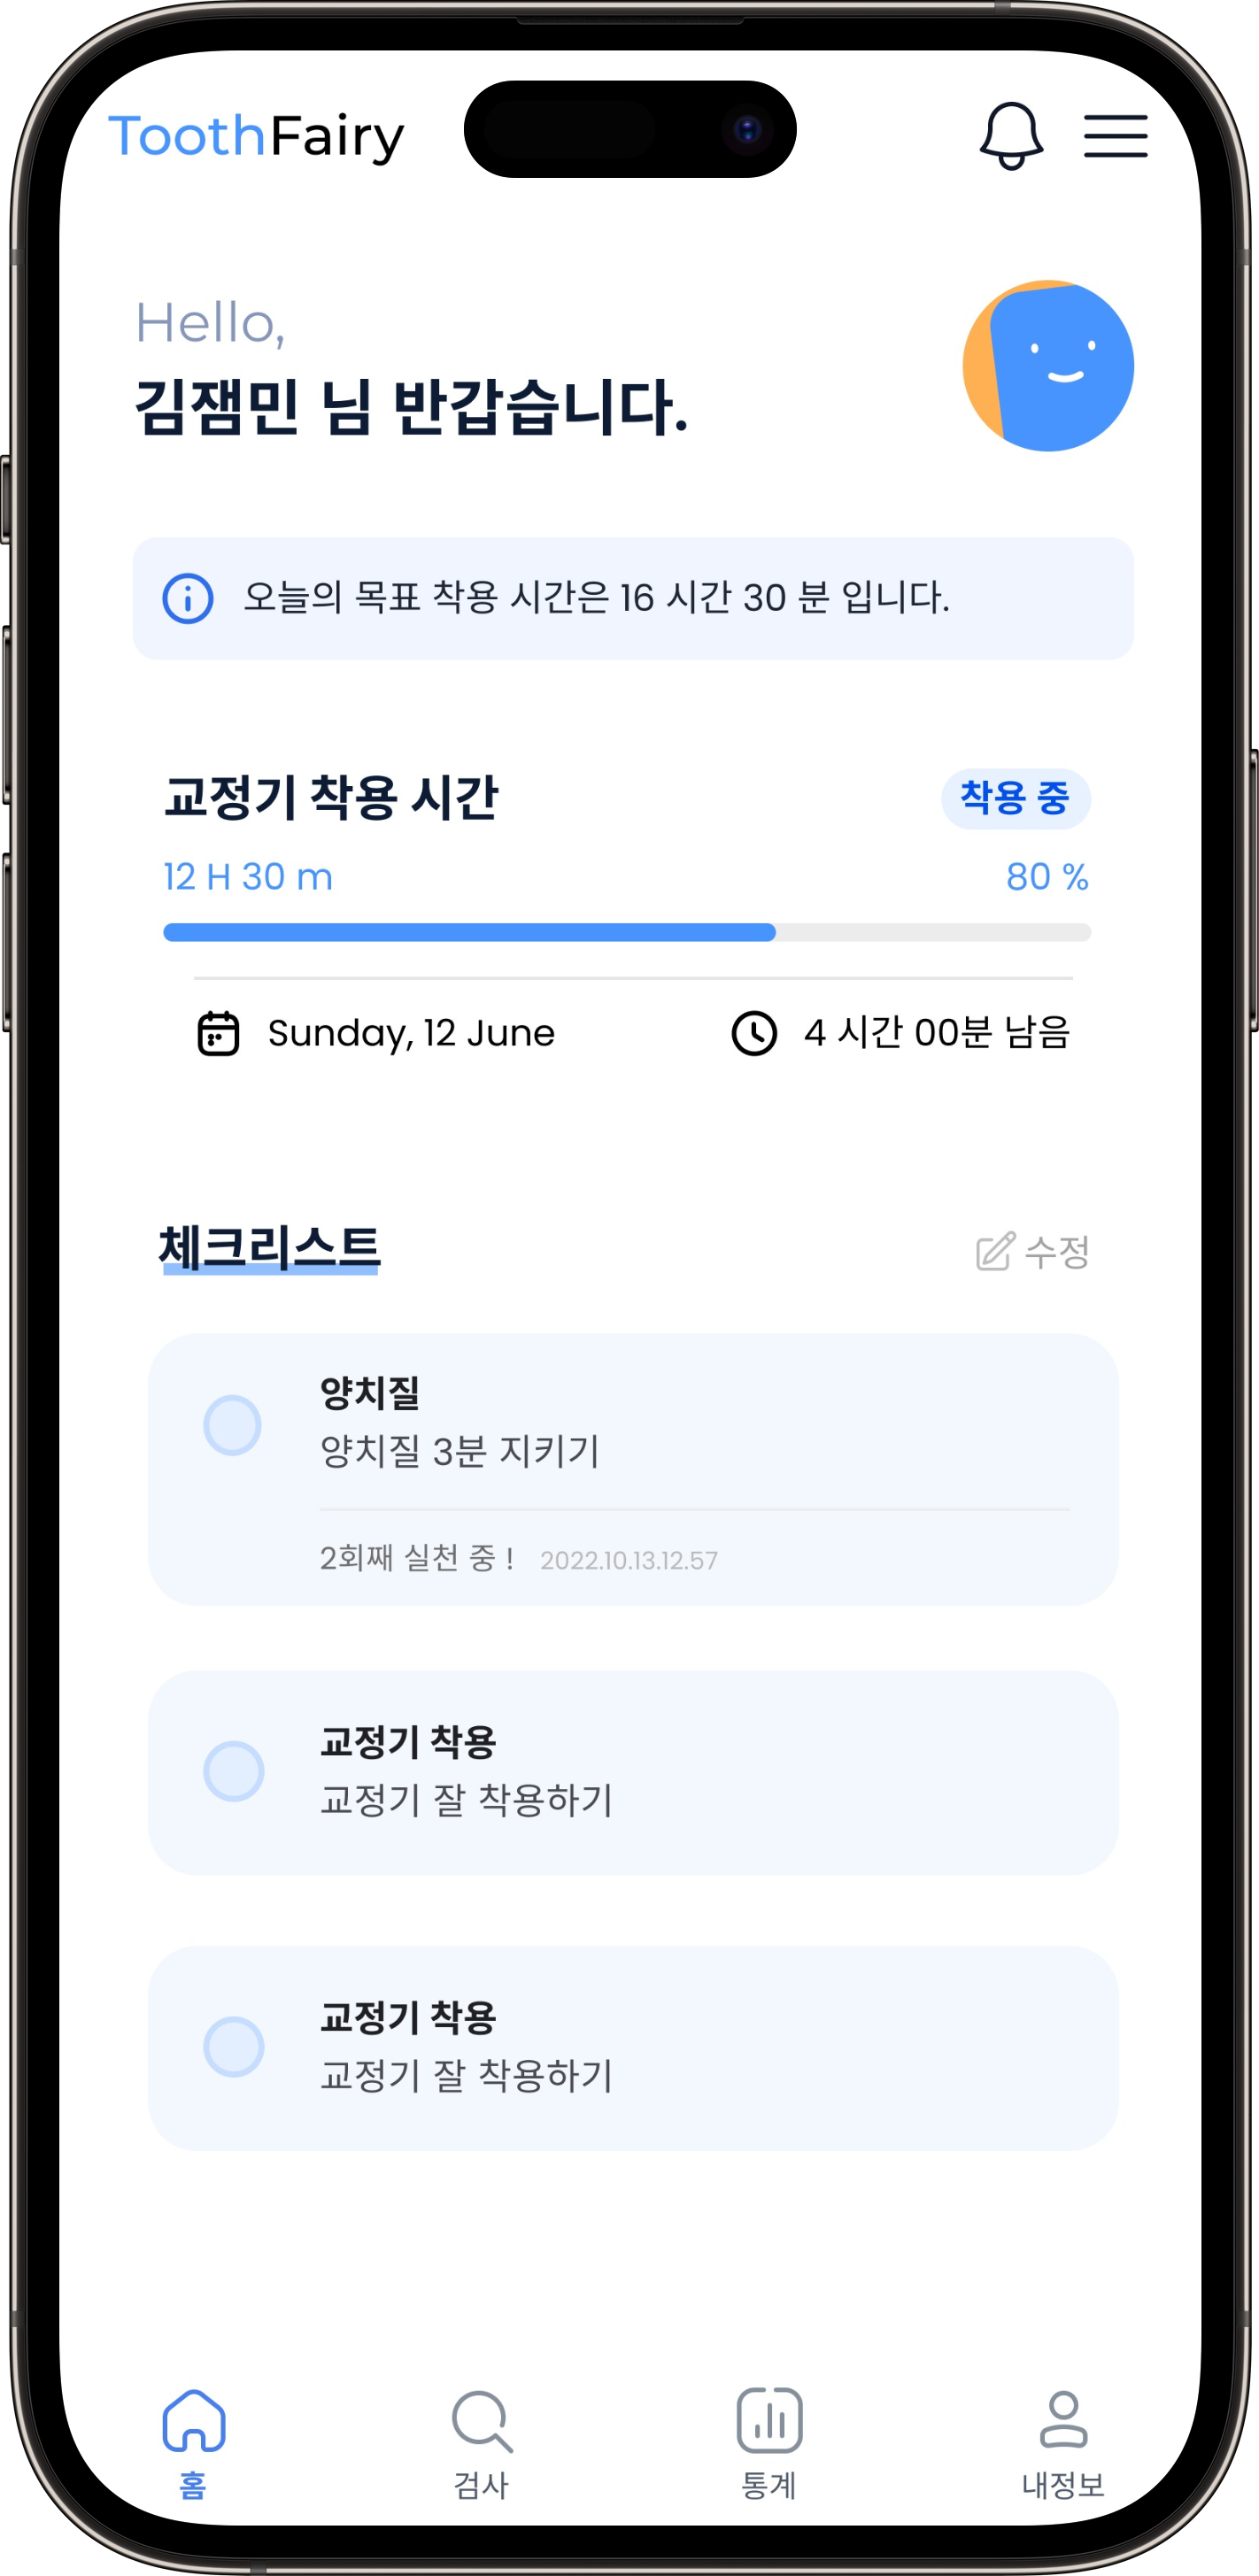 ToothFairy
Hello,
김잼민 님 반갑습니다.
오늘의 목표 착용 시간은 16 시간 30 분 입니다.
교정기 착용 시간
착용 중
12 H 30 m
80 %
Sunday, 12 June
4 시간 00분 남음
체크리스트
수정
양치질
양치질 3분 지키기
2회째 실천 중 !
2022.10.13.12.57
교정기 착용
교정기 잘 착용하기
교정기 착용
교정기 잘 착용하기
홈
검사
통계
내정보